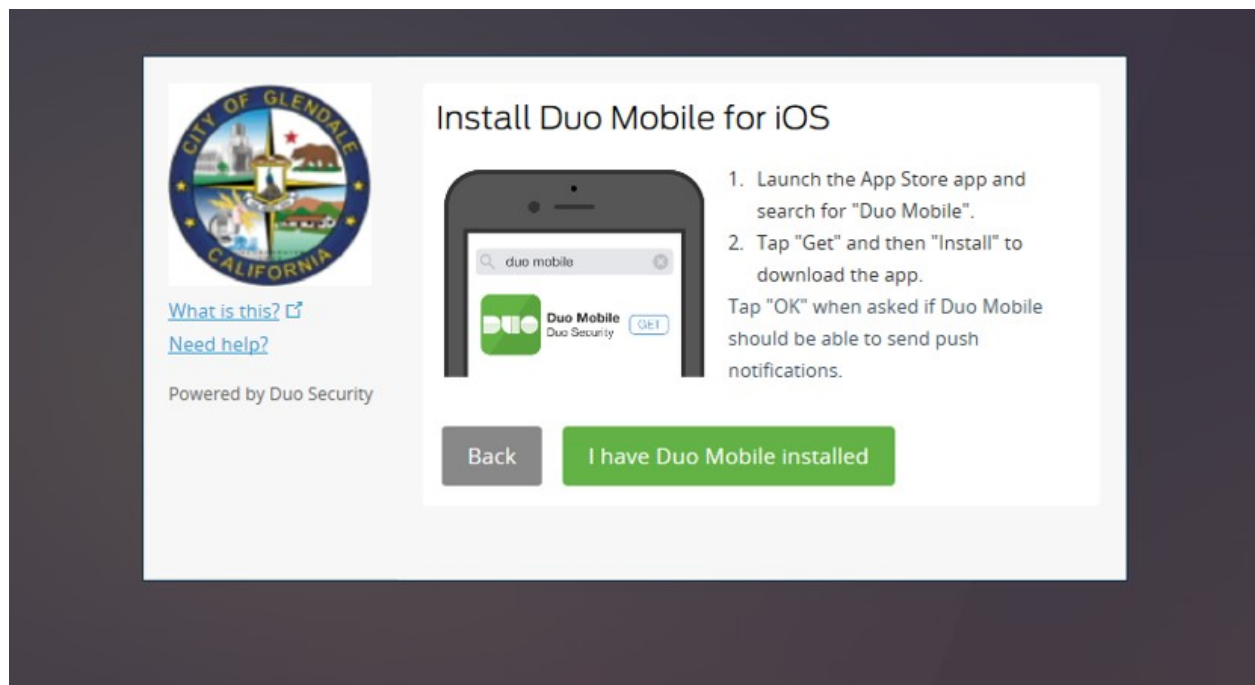 CITY OF GLENDALE
CALIFORNIA
What is this?
Need help?
Powered by Duo Security
Install Duo Mobile for iOS
duo mobile
DUO
Duo Mobile
Duo Security
GET
1. Launch the App Store app and
search for "Duo Mobile".
2. Tap "Get" and then "Install" to
download the app.
Tap "OK" when asked if Duo Mobile
should be able to send push
notifications.
Back
I have Duo Mobile installed